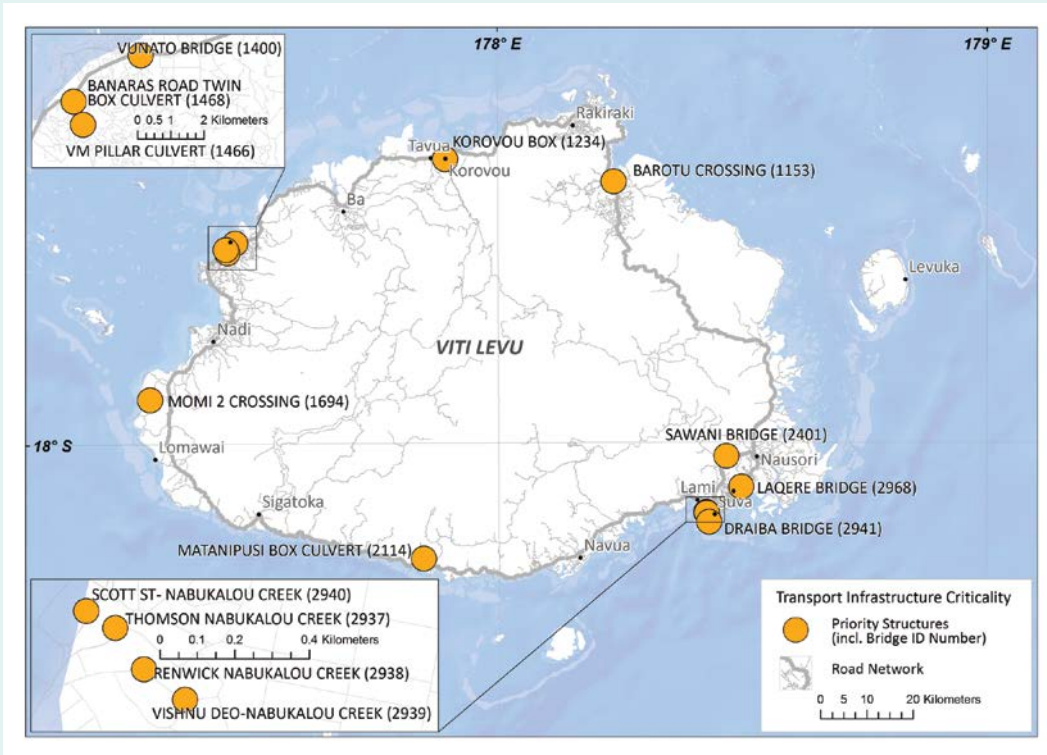 178° E
179° E
VUNATO BRIDGE (1400)
BANARAS ROAD TWIN
BOX CULVERT (1468)
0 0.5 1 2 Kilometers
VM PILLAR CULVERT (1466)
Rakiraki
Tavua
KOROVOU BOX (1234)
Korovou
BAROTU CROSSING (1153)
Ba
Levuka
Nadi
VITI LEVU
MOMI 2 CROSSING (1694)
18° S
Lomawai
SAWANI BRIDGE (2401)
Nausori
Lami
LAQERE BRIDGE (2968)
Suva
Sigatoka
DRAIBA BRIDGE (2941)
MATANIPUSI BOX CULVERT (2114)
Navua
SCOTT ST- NABUKALOU CREEK (2940)
THOMSON NABUKALOU CREEK (2937)
0 0.1 0.2 0.4 Kilometers
RENWICK NABUKALOU CREEK (2938)
VISHNU DEO-NABUKALOU CREEK (2939)
Transport Infrastructure Criticality
Priority Structures
(incl. Bridge ID Number)
Road Network
0 5 10 20 Kilometers